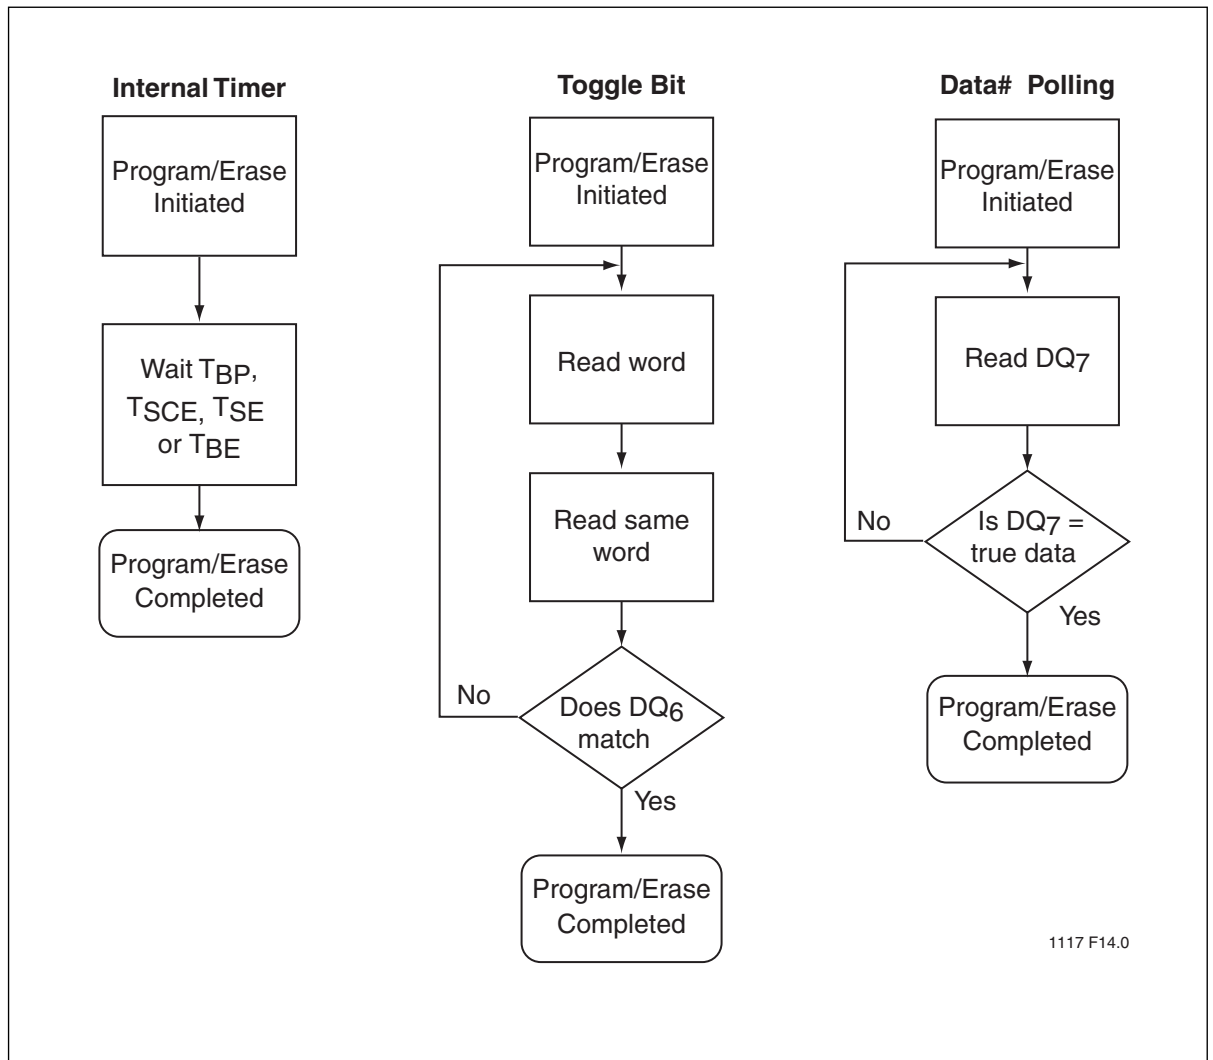 Internal Timer
Program/Erase
Initiated
Wait TBP,
TSCE, TSE
or TBE
Program/Erase
Completed
Toggle Bit
Program/Erase
Initiated
Read word
Read same
word
No
Does DQ6
match
Yes
Program/Erase
Completed
Data# Polling
Program/Erase
Initiated
Read DQ7
No
Is DQ7 =
true data
Yes
Program/Erase
Completed
1117 F14.0